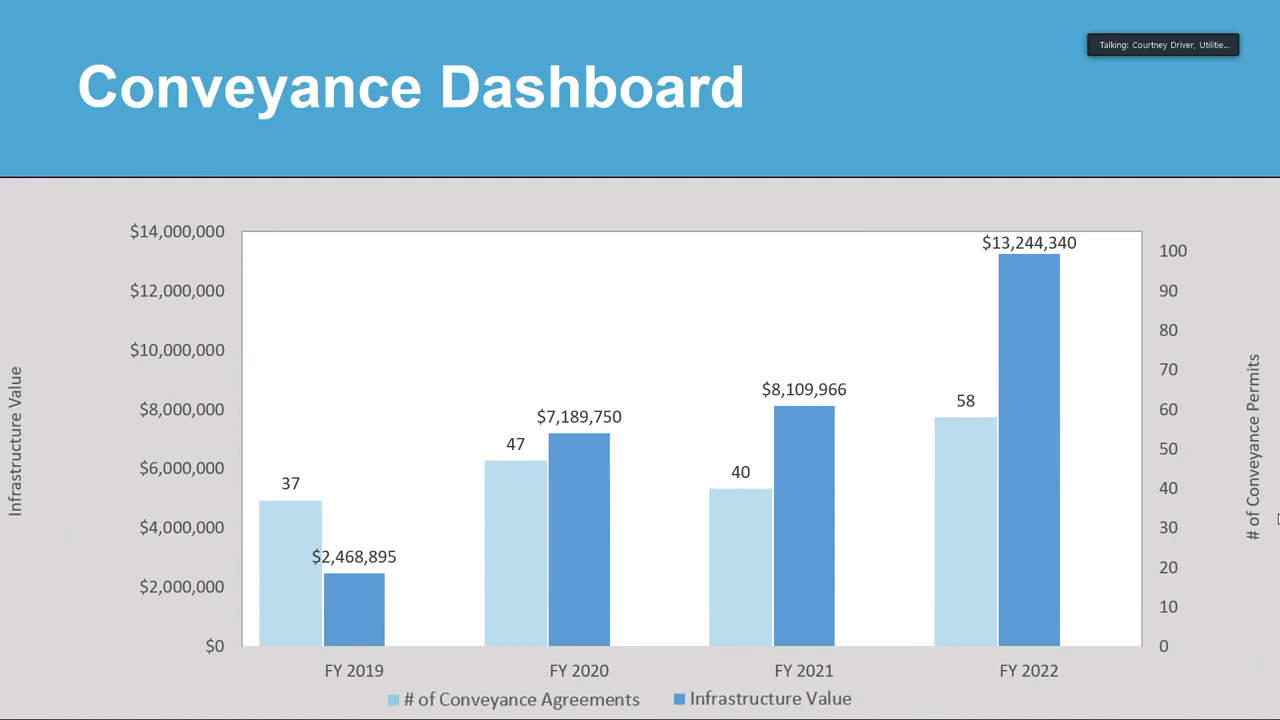 Conveyance Dashboard
Talking: Courtney Driver, Utilitie...
Infrastructure Value
$14,000,000
$12,000,000
$10,000,000
$8,000,000
$6,000,000
$4,000,000
$2,000,000
$0
37
$2,468,895
47
$7,189,750
40
$8,109,966
58
$13,244,340
100
90
80
70
60
50
40
30
20
10
0
# of Conveyance Permits
FY 2019
FY 2020
FY 2021
FY 2022
# of Conveyance Agreements
Infrastructure Value